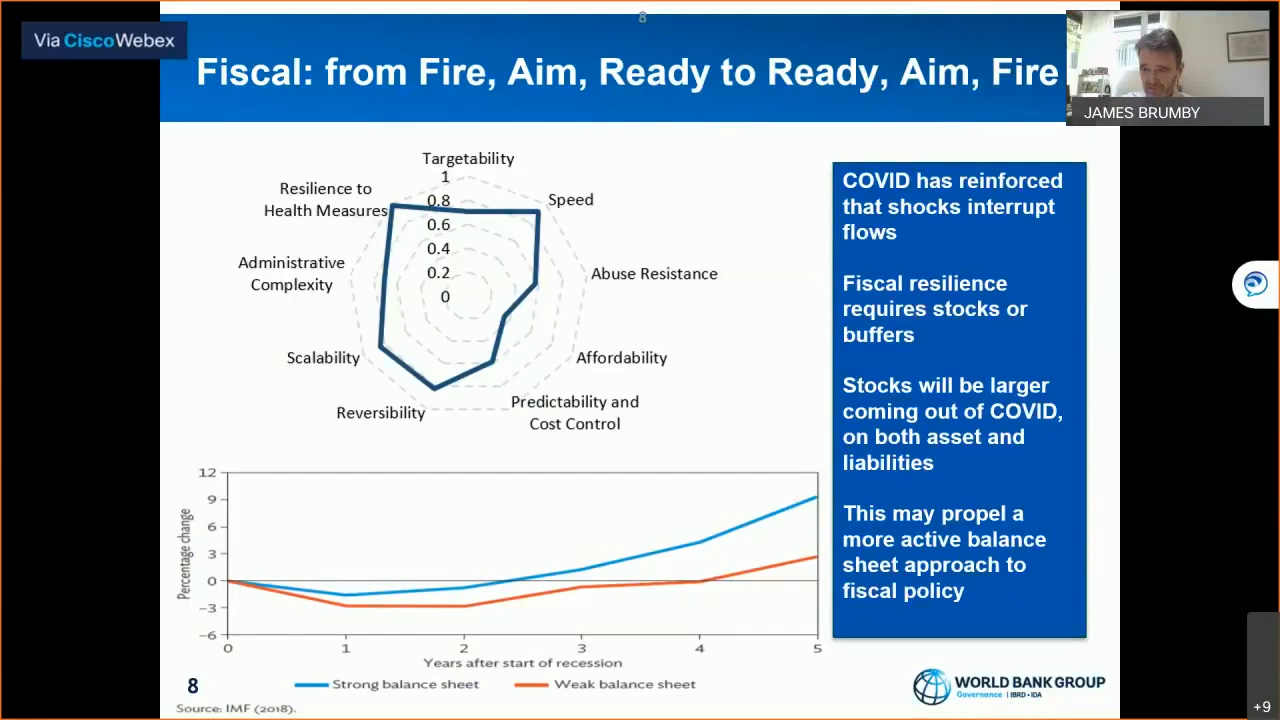 8
Via CiscoWebex
Fiscal: from Fire, Aim, Ready to Ready, Aim, Fire
JAMES BRUMBY
Targetability
1
0.8
0.6
0.4
0.2
0
Speed
Abuse Resistance
Affordability
Predictability and
Cost Control
Reversibility
Scalability
Administrative
Complexity
Resilience to
Health Measures
COVID has reinforced
that shocks interrupt
flows
Fiscal resilience
requires stocks or
buffers
Stocks will be larger
coming out of COVID,
on both asset and
liabilities
This may propel a
more active balance
sheet approach to
fiscal policy
Percentage change
12
9
6
3
0
−3
−6
0 1 2 3 4 5
Years after start of recession
Strong balance sheet Weak balance sheet
8
Source: IMF (2018).
WORLD BANK GROUP
Governance | IBRD • IDA
+9